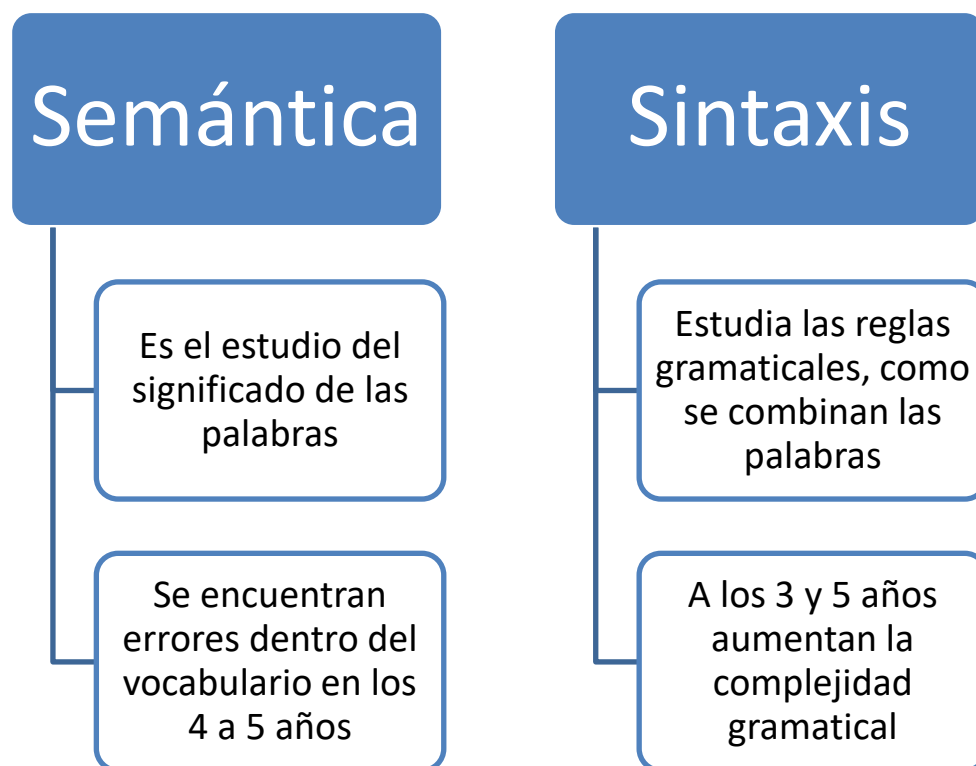 Semántica
Es el estudio del
significado de las
palabras
Se encuentran
errores dentro del
vocabulario en los
4 a 5 años
Sintaxis
Estudia las reglas
gramaticales, como
se combinan las
palabras
A los 3 y 5 años
aumentan la
complejidad
gramatical